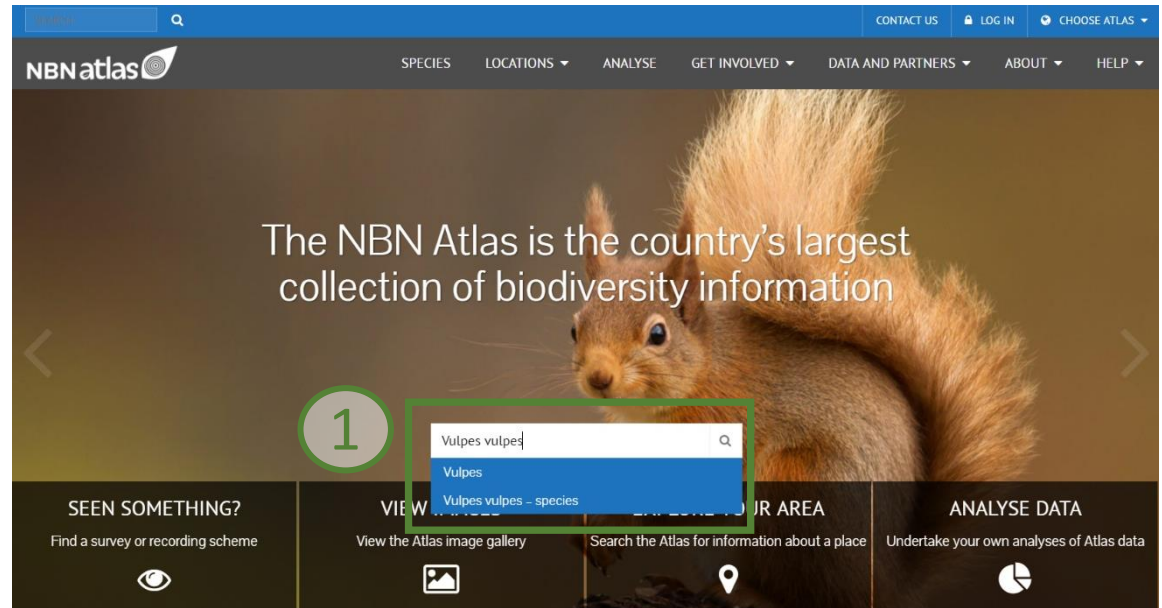 CONTACT US
LOG IN
CHOOSE ATLAS
NBN atlas
SPECIES
LOCATIONS
ANALYSE
GET INVOLVED
DATA AND PARTNERS
ABOUT
HELP
The NBN Atlas is the country's largest
collection of biodiversity information
1
Vulpes vulpes
Vulpes
Vulpes vulpes – species
SEEN SOMETHING?
Find a survey or recording scheme
View the Atlas image gallery
Search the Atlas for information about a place
ANALYSE DATA
Undertake your own analyses of Atlas data